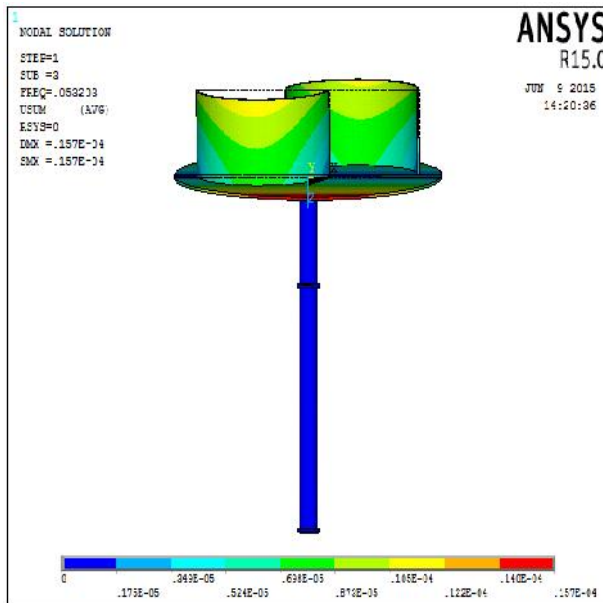 1
NODAL SOLUTION
STEP=1
SUB =3
FREQ=.053203
USUM (AVG)
RSYS=0
DMX =.157E-04
SMX =.157E-04
ANSYS
R15.0
JUN 9 2015
14:20:36
Y
Z
0
.175E-05
.349E-05
.524E-05
.698E-05
.873E-05
.105E-04
.122E-04
.140E-04
.157E-04